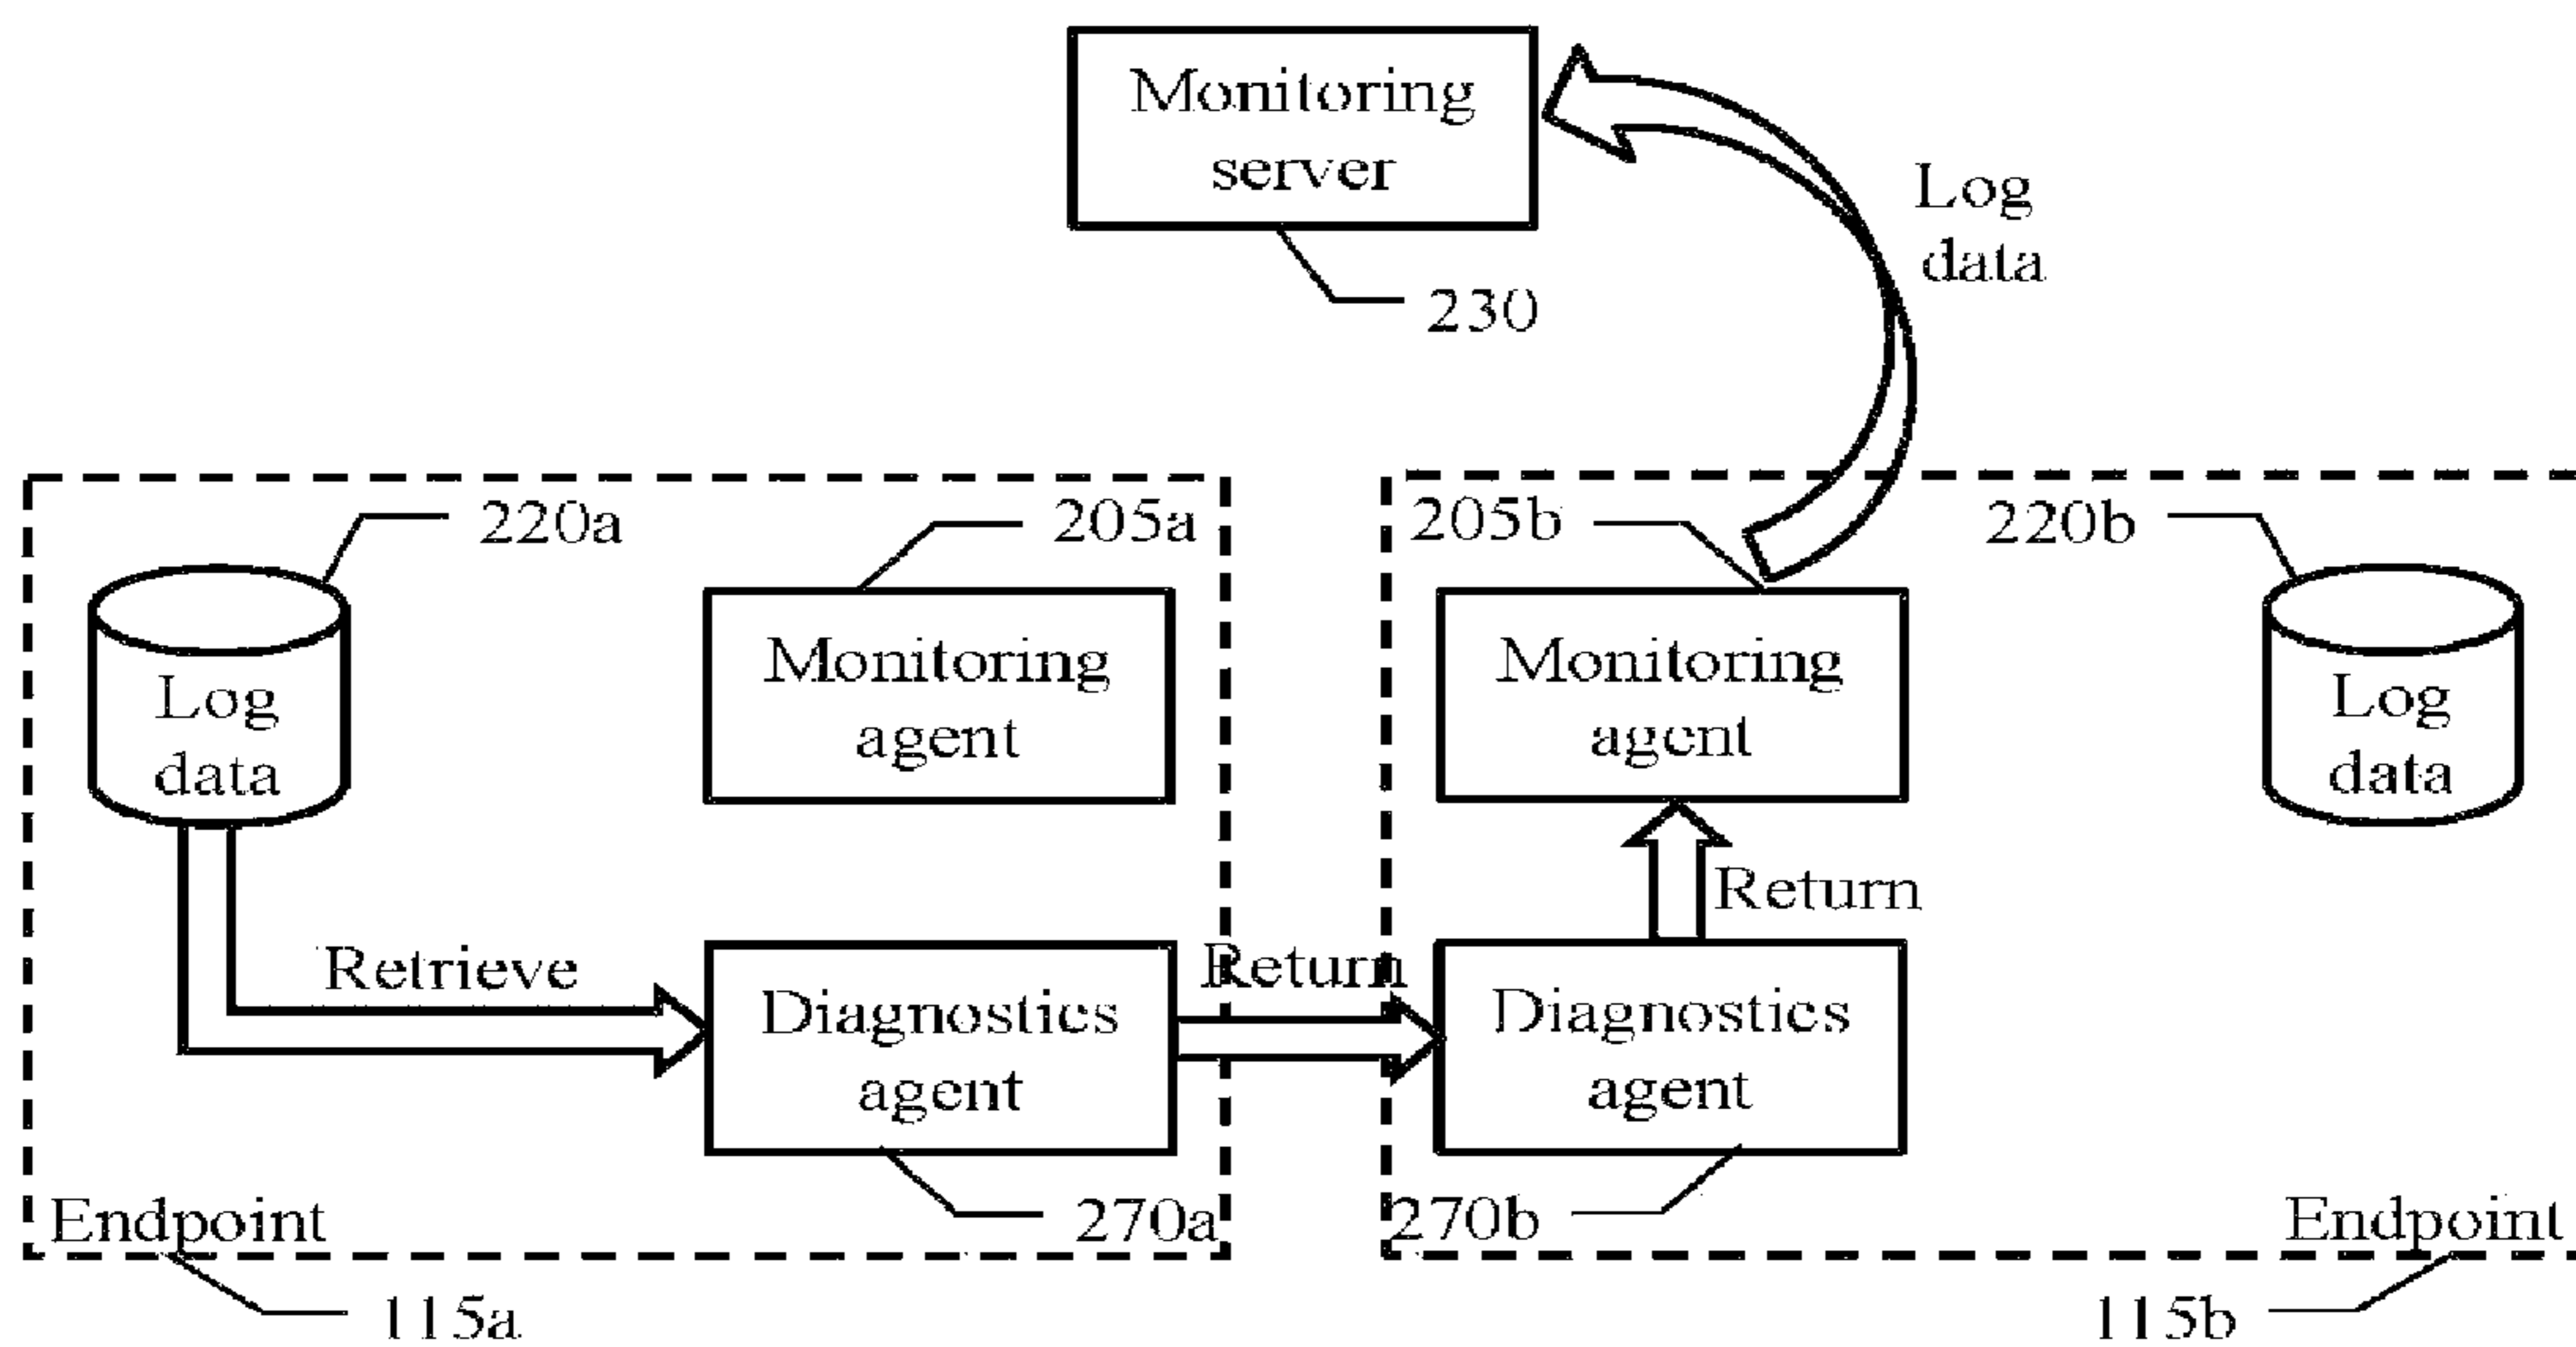 Monitoring
server
230
Log
data
220a
205a
205b
220b
Log
data
Monitoring
agent
Monitoring
agent
Log
data
Retrieve
Return
Return
Diagnostics
agent
Diagnostics
agent
Endpoint
270a
270b
Endpoint
115a
115b